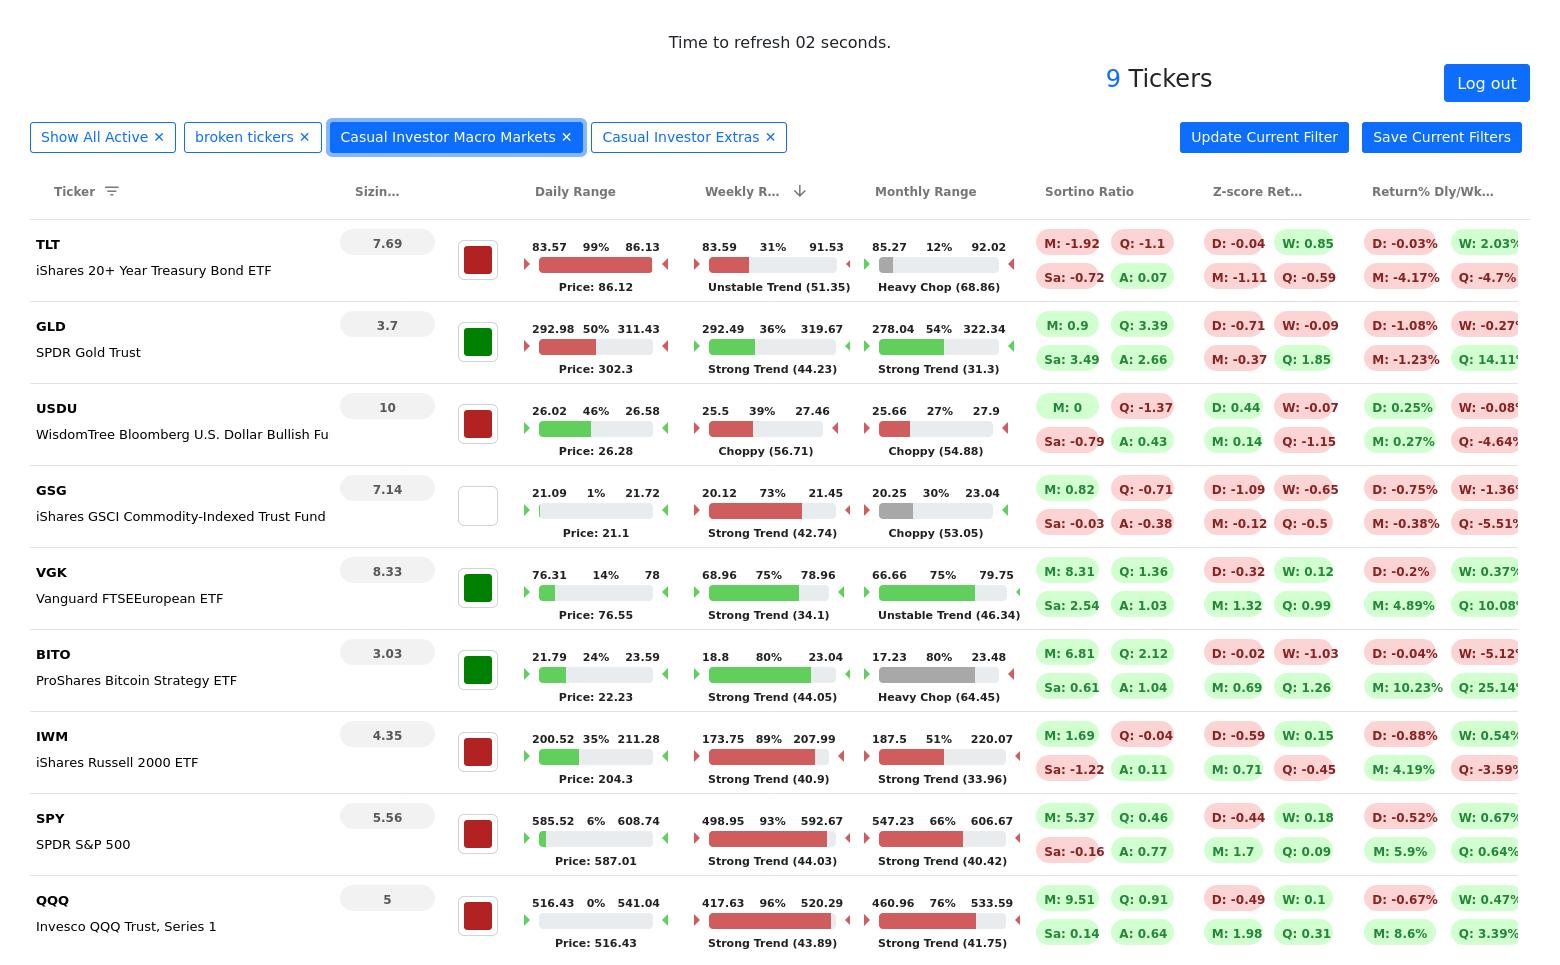 Time to refresh 02 seconds.
9 Tickers
Log out
Show All Active ✕ broken tickers ✕ Casual Investor Macro Markets ✕ Casual Investor Extras ✕ Update Current Filter Save Current Filters
Ticker Sizin... Daily Range Weekly R... Monthly Range Sortino Ratio Z-score Ret... Return% Dly/Wk...
TLT 7.69 83.57 99% 86.13 83.59 31% 91.53 85.27 12% 92.02 M: -1.92 Q: -1.1 D: -0.04 W: 0.85 D: -0.03% W: 2.03%
iShares 20+ Year Treasury Bond ETF Sa: -0.72 A: 0.07 M: -1.11 Q: -0.59 M: -4.17% Q: -4.7%
Price: 86.12 Unstable Trend (51.35) Heavy Chop (68.86)
GLD 3.7 292.98 50% 311.43 292.49 36% 319.67 278.04 54% 322.34 M: 0.9 Q: 3.39 D: -0.71 W: -0.09 D: -1.08% W: -0.27%
SPDR Gold Trust Sa: 3.49 A: 2.66 M: -0.37 Q: 1.85 M: -1.23% Q: 14.11%
Price: 302.3 Strong Trend (44.23) Strong Trend (31.3)
USDU 10 26.02 46% 26.58 25.5 39% 27.46 25.66 27% 27.9 M: 0 Q: -1.37 D: 0.44 W: -0.07 D: 0.25% W: -0.08%
WisdomTree Bloomberg U.S. Dollar Bullish Fu Sa: -0.79 A: 0.43 M: 0.14 Q: -1.15 M: 0.27% Q: -4.64%
Price: 26.28 Choppy (56.71) Choppy (54.88)
GSG 7.14 21.09 1% 21.72 20.12 73% 21.45 20.25 30% 23.04 M: 0.82 Q: -0.71 D: -1.09 W: -0.65 D: -0.75% W: -1.36%
iShares GSCI Commodity-Indexed Trust Fund Sa: -0.03 A: -0.38 M: -0.12 Q: -0.5 M: -0.38% Q: -5.51%
Price: 21.1 Strong Trend (42.74) Choppy (53.05)
VGK 8.33 76.31 14% 78 68.96 75% 78.96 66.66 75% 79.75 M: 8.31 Q: 1.36 D: -0.32 W: 0.12 D: -0.2% W: 0.37%
Vanguard FTSEEuropean ETF Sa: 2.54 A: 1.03 M: 1.32 Q: 0.99 M: 4.89% Q: 10.08%
Price: 76.55 Strong Trend (34.1) Unstable Trend (46.34)
BITO 3.03 21.79 24% 23.59 18.8 80% 23.04 17.23 80% 23.48 M: 6.81 Q: 2.12 D: -0.02 W: -1.03 D: -0.04% W: -5.12%
ProShares Bitcoin Strategy ETF Sa: 0.61 A: 1.04 M: 0.69 Q: 1.26 M: 10.23% Q: 25.14%
Price: 22.23 Strong Trend (44.05) Heavy Chop (64.45)
IWM 4.35 200.52 35% 211.28 173.75 89% 207.99 187.5 51% 220.07 M: 1.69 Q: -0.04 D: -0.59 W: 0.15 D: -0.88% W: 0.54%
iShares Russell 2000 ETF Sa: -1.22 A: 0.11 M: 0.71 Q: -0.45 M: 4.19% Q: -3.59%
Price: 204.3 Strong Trend (40.9) Strong Trend (33.96)
SPY 5.56 585.52 6% 608.74 498.95 93% 592.67 547.23 66% 606.67 M: 5.37 Q: 0.46 D: -0.44 W: 0.18 D: -0.52% W: 0.67%
SPDR S&P 500 Sa: -0.16 A: 0.77 M: 1.7 Q: 0.09 M: 5.9% Q: 0.64%
Price: 587.01 Strong Trend (44.03) Strong Trend (40.42)
QQQ 5 516.43 0% 541.04 417.63 96% 520.29 460.96 76% 533.59 M: 9.51 Q: 0.91 D: -0.49 W: 0.1 D: -0.67% W: 0.47%
Invesco QQQ Trust, Series 1 Sa: 0.14 A: 0.64 M: 1.98 Q: 0.31 M: 8.6% Q: 3.39%
Price: 516.43 Strong Trend (43.89) Strong Trend (41.75)